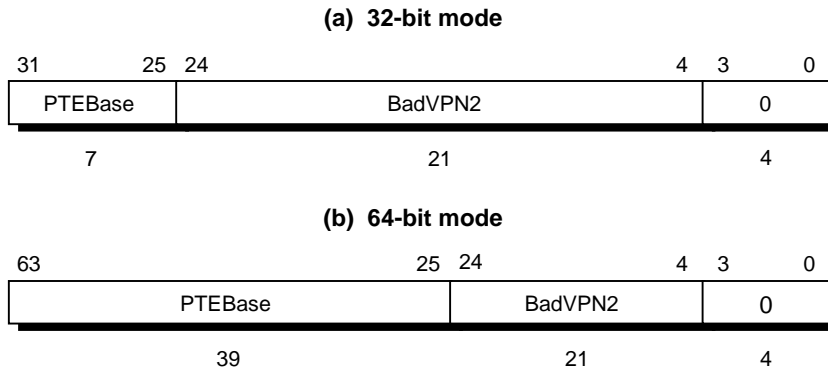 (a) 32-bit mode
31 25 24 4 3 0
PTEBase BadVPN2 0
7 21 4
(b) 64-bit mode
63 25 24 4 3 0
PTEBase BadVPN2 0
39 21 4